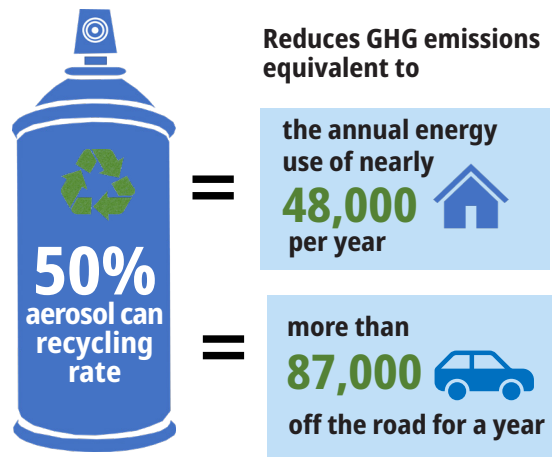 50%
aerosol can
recycling
rate
Reduces GHG emissions
equivalent to
the annual energy
use of nearly
48,000
per year
more than
87,000
off the road for a year